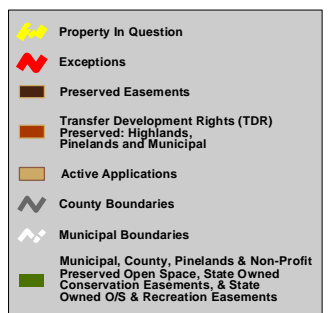 Property In Question
Exceptions
Preserved Easements
Transfer Development Rights (TDR)
Preserved: Highlands,
Pinelands and Municipal
Active Applications
County Boundaries
Municipal Boundaries
Municipal, County, Pinelands & Non-Profit
Preserved Open Space, State Owned
Conservation Easements, & State
Owned O/S & Recreation Easements